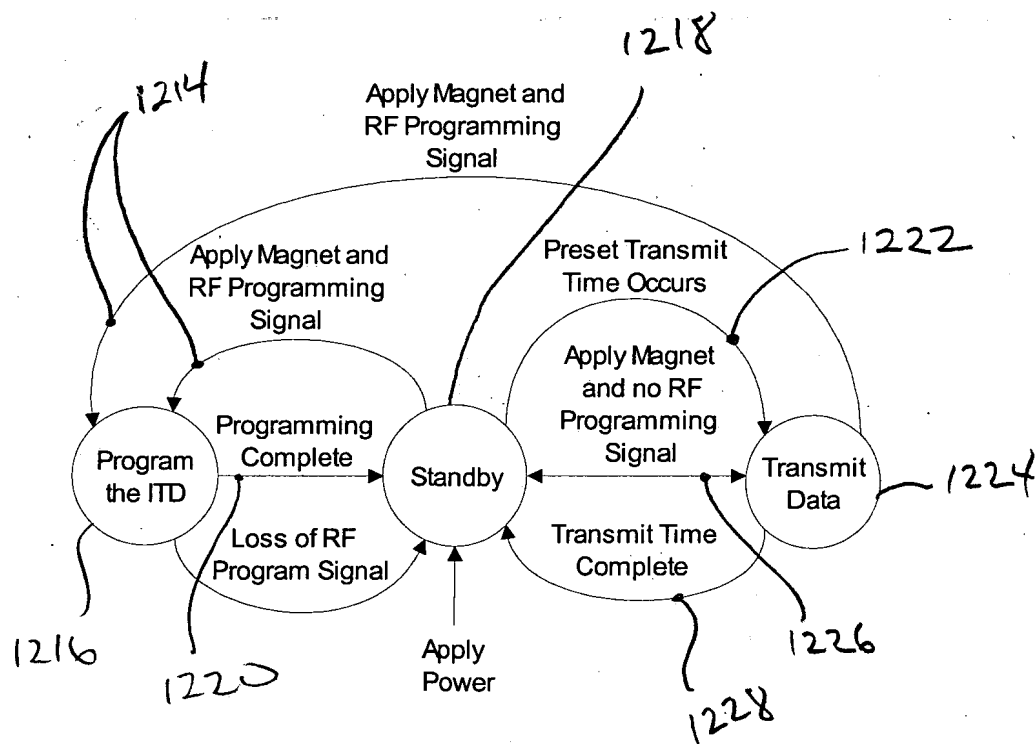 1218
1214
Apply Magnet and
RF Programming
Signal
1222
Preset Transmit
Time Occurs
Apply Magnet and
RF Programming
Signal
Apply Magnet
and no RF
Programming
Signal
Programming
Complete
Program
the ITD
Standby
Transmit
Data
1224
Loss of RF
Program Signal
Transmit Time
Complete
1216
1220
Apply
Power
1226
1228